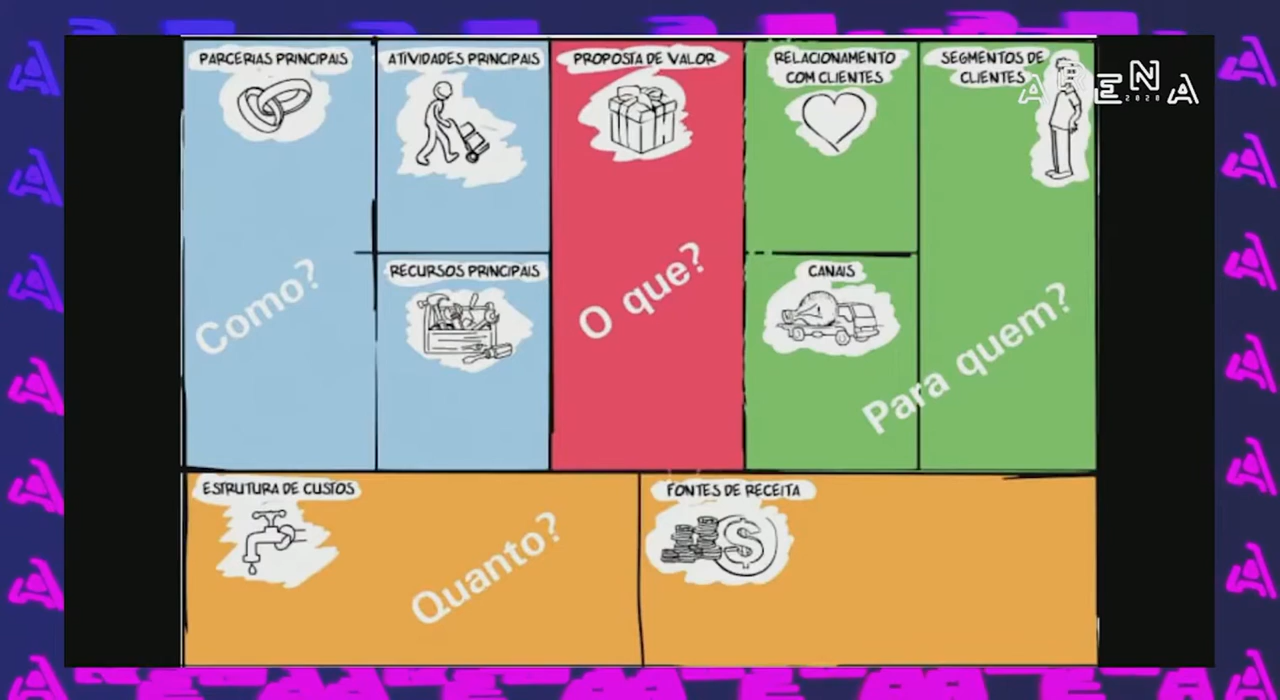 PARCERIAS PRINCIPAIS
ATIVIDADES PRINCIPAIS
PROPOSTA DE VALOR
RELACIONAMENTO
COM CLIENTES
SEGMENTOS DE
CLIENTES
ARENA
2020
RECURSOS PRINCIPAIS
CANAIS
Como?
O que?
Para quem?
ESTRUTURA DE CUSTOS
FONTES DE RECEITA
Quanto?